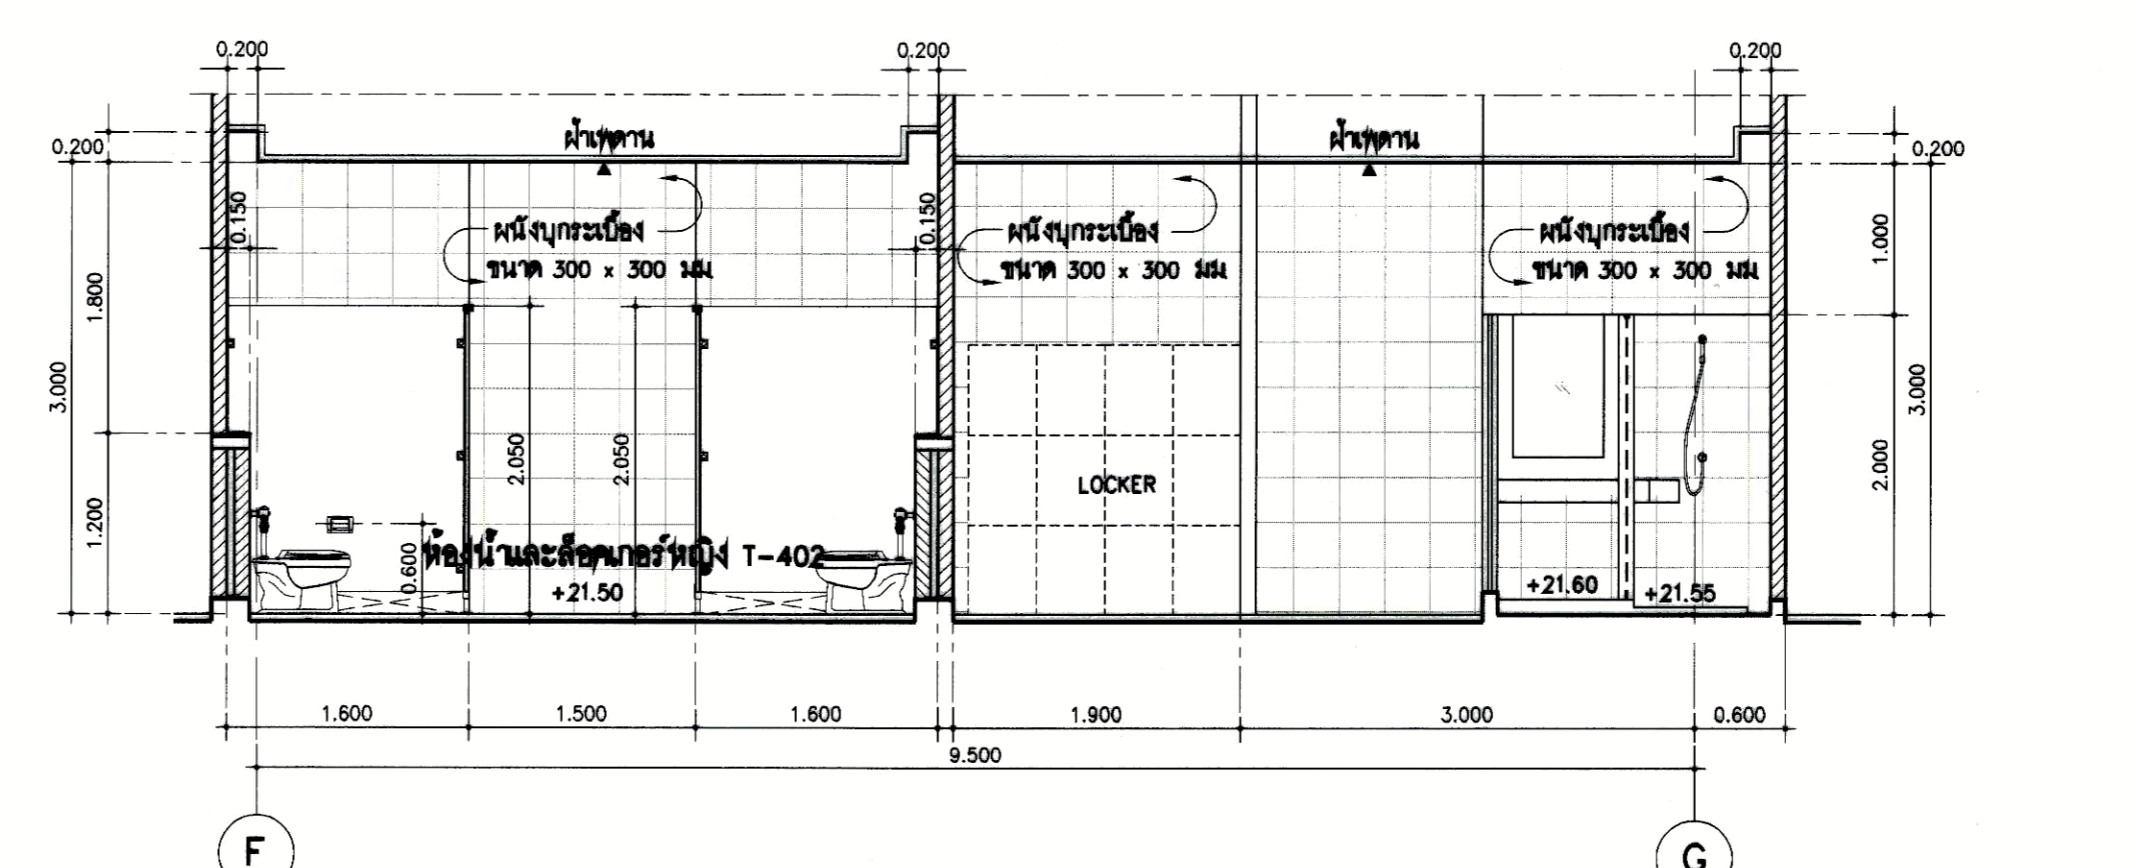 0.200 0.200 0.200
ฝ้าเพดาน ฝ้าเพดาน
0.200 0.200
0.150 0.150
ผนังบุกระเบื้อง ผนังบุกระเบื้อง ผนังบุกระเบื้อง
ขนาด 300 x 300 มม ขนาด 300 x 300 มม ขนาด 300 x 300 มม
1.800 1.000
3.000 3.000
2.050 2.050 2.000
LOCKER
1.200
0.600
ห้องน้ำและล็อคเกอร์หญิง T-402
+21.50 +21.60 +21.55
1.600 1.500 1.600 1.900 3.000 0.600
9.500
F G